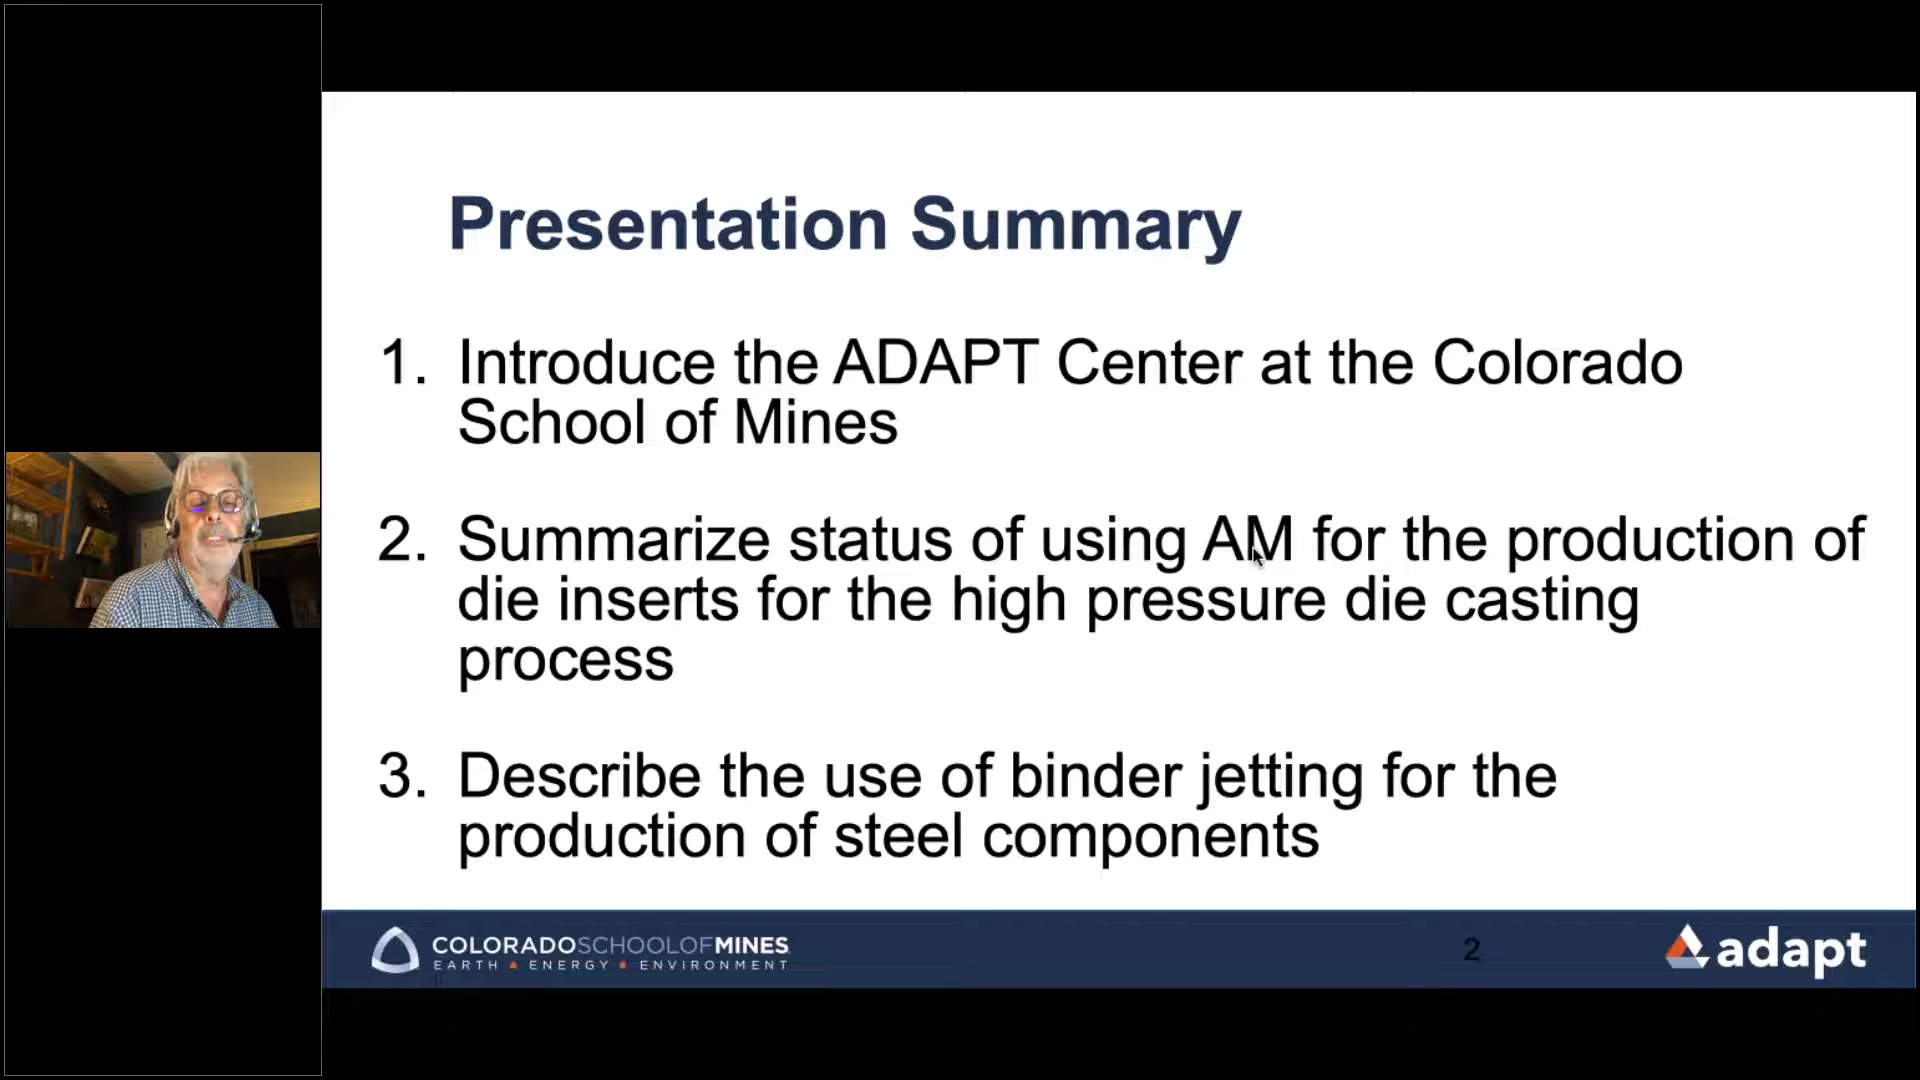 Presentation Summary
1. Introduce the ADAPT Center at the Colorado
School of Mines
2. Summarize status of using AM for the production of
die inserts for the high pressure die casting
process
3. Describe the use of binder jetting for the
production of steel components
COLORADOSCHOOLOFMINES
EARTH ENERGY ENVIRONMENT
2
adapt